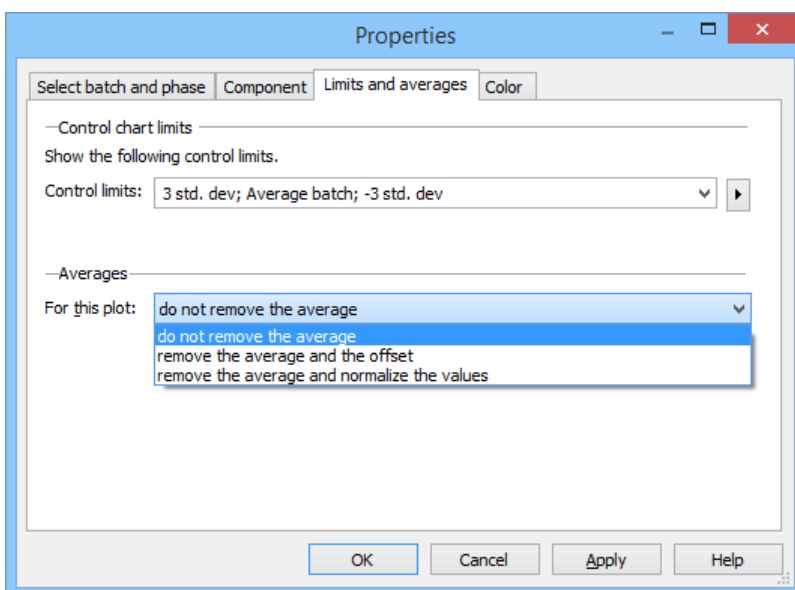 Properties
Select batch and phase Component Limits and averages Color
Control chart limits
Show the following control limits.
Control limits: 3 std. dev; Average batch; -3 std. dev
Averages
For this plot: do not remove the average
do not remove the average
remove the average and the offset
remove the average and normalize the values
OK Cancel Apply Help